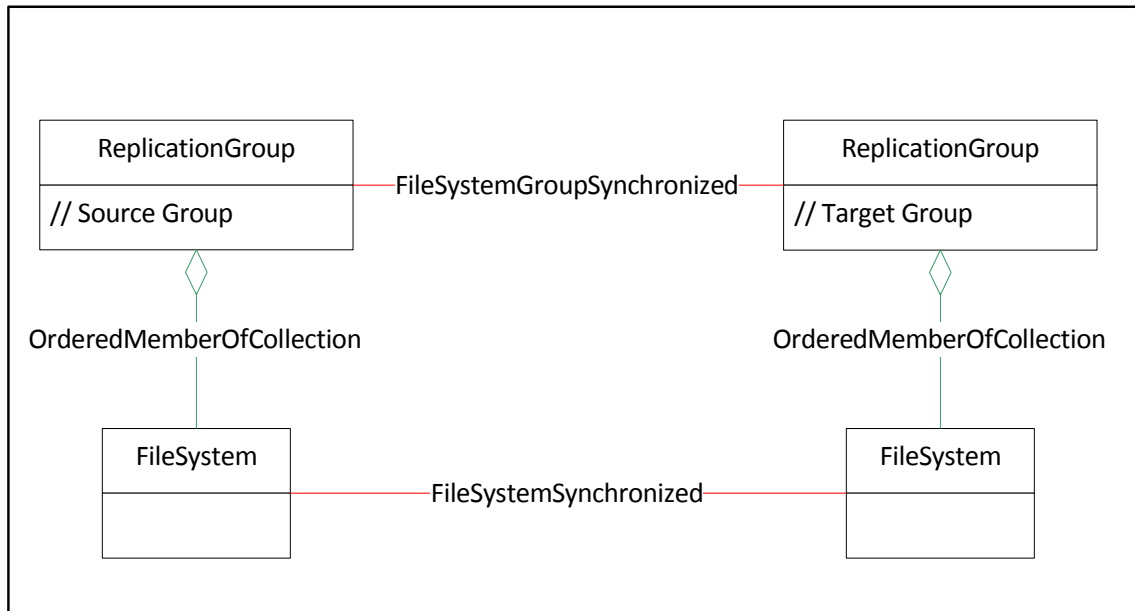 ReplicationGroup
ReplicationGroup
FileSystemGroupSynchronized
// Source Group
// Target Group
OrderedMemberOfCollection
OrderedMemberOfCollection
FileSystem
FileSystem
FileSystemSynchronized